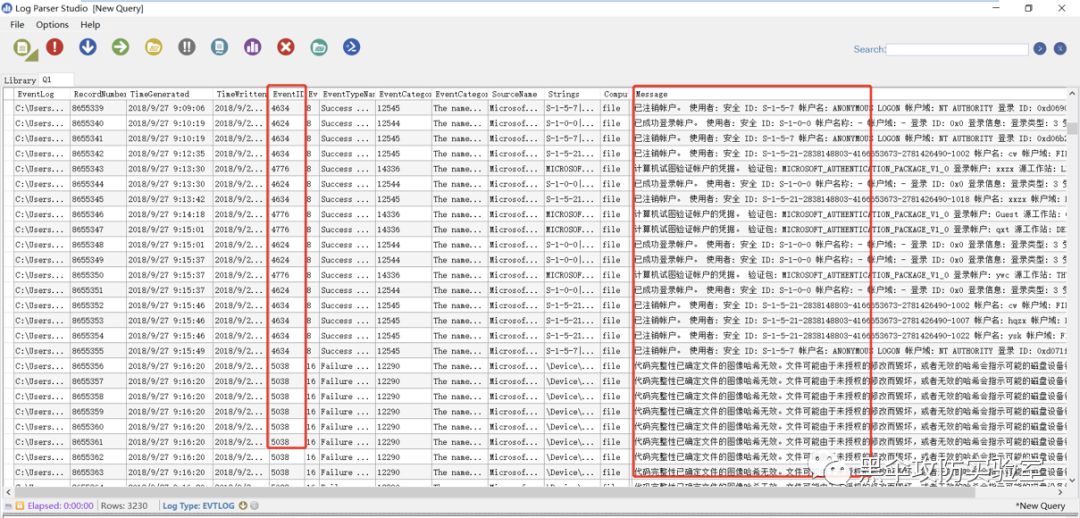 Log Parser Studio [New Query]
File Options Help
Search:
Library Q1
EventLog RecordNumber TimeGenerated TimeWritten EventID Ev EventTypeNam EventCatego EventCatego SourceName Strings Compu Message
C:\Users... 8655339 2018/9/27 9:09:06 2018/9/2... 4634 8 Success ... 12545 The name... Microsof... S-1-5-7|... file 已注销帐户。 使用者: 安全 ID: S-1-5-7 帐户名: ANONYMOUS LOGON 帐户域: NT AUTHORITY 登录 ID: 0xd069
C:\Users... 8655340 2018/9/27 9:10:19 2018/9/2... 4624 8 Success ... 12544 The name... Microsof... S-1-0-0|... file 已成功登录帐户。 使用者: 安全 ID: S-1-0-0 帐户名称: - 帐户域: - 登录 ID: 0x0 登录信息: 登录类型: 3
C:\Users... 8655341 2018/9/27 9:10:19 2018/9/2... 4634 8 Success ... 12545 The name... Microsof... S-1-5-7|... file 已注销帐户。 使用者: 安全 ID: S-1-5-7 帐户名: ANONYMOUS LOGON 帐户域: NT AUTHORITY 登录 ID: 0xd06b
C:\Users... 8655342 2018/9/27 9:12:35 2018/9/2... 4634 8 Success ... 12545 The name... Microsof... S-1-5-21... file 已注销帐户。 使用者: 安全 ID: S-1-5-21-2838148803-4166653673-2781426490-1002 帐户名: cw 帐户域:
C:\Users... 8655343 2018/9/27 9:13:30 2018/9/2... 4776 8 Success ... 14336 The name... Microsof... MICROSOF... file 计算机试图验证帐户的凭据。 验证包: MICROSOFT_AUTHENTICATION_PACKAGE_V1_0 登录帐户: xxzx 源工作站:
C:\Users... 8655344 2018/9/27 9:13:30 2018/9/2... 4624 8 Success ... 12544 The name... Microsof... S-1-0-0|... file 已成功登录帐户。 使用者: 安全 ID: S-1-0-0 帐户名称: - 帐户域: - 登录 ID: 0x0 登录信息: 登录类型: 3
C:\Users... 8655345 2018/9/27 9:13:42 2018/9/2... 4634 8 Success ... 12545 The name... Microsof... S-1-5-21... file 已注销帐户。 使用者: 安全 ID: S-1-5-21-2838148803-4166653673-2781426490-1018 帐户名: xxzx
C:\Users... 8655346 2018/9/27 9:14:18 2018/9/2... 4776 8 Success ... 14336 The name... Microsof... MICROSOF... file 计算机试图验证帐户的凭据。 验证包: MICROSOFT_AUTHENTICATION_PACKAGE_V1_0 登录帐户: Guest 源工作站:
C:\Users... 8655347 2018/9/27 9:15:01 2018/9/2... 4776 8 Success ... 14336 The name... Microsof... MICROSOF... file 计算机试图验证帐户的凭据。 验证包: MICROSOFT_AUTHENTICATION_PACKAGE_V1_0 登录帐户: qxt 源工作站: DE
C:\Users... 8655348 2018/9/27 9:15:01 2018/9/2... 4624 8 Success ... 12544 The name... Microsof... S-1-0-0|... file 已成功登录帐户。 使用者: 安全 ID: S-1-0-0 帐户名称: - 帐户域: - 登录 ID: 0x0 登录信息: 登录类型: 3
C:\Users... 8655349 2018/9/27 9:15:37 2018/9/2... 4624 8 Success ... 12544 The name... Microsof... S-1-0-0|... file 已成功登录帐户。 使用者: 安全 ID: S-1-0-0 帐户名称: - 帐户域: - 登录 ID: 0x0 登录信息: 登录类型: 3
C:\Users... 8655350 2018/9/27 9:15:37 2018/9/2... 4776 8 Success ... 14336 The name... Microsof... MICROSOF... file 计算机试图验证帐户的凭据。 验证包: MICROSOFT_AUTHENTICATION_PACKAGE_V1_0 登录帐户: ywc 源工作站: TH
C:\Users... 8655351 2018/9/27 9:15:37 2018/9/2... 4624 8 Success ... 12544 The name... Microsof... S-1-0-0|... file 已成功登录帐户。 使用者: 安全 ID: S-1-0-0 帐户名称: - 帐户域: - 登录 ID: 0x0 登录信息: 登录类型: 3
C:\Users... 8655352 2018/9/27 9:15:46 2018/9/2... 4634 8 Success ... 12545 The name... Microsof... S-1-5-21... file 已注销帐户。 使用者: 安全 ID: S-1-5-21-2838148803-4166653673-2781426490-1002 帐户名: cw 帐户域:
C:\Users... 8655353 2018/9/27 9:15:46 2018/9/2... 4634 8 Success ... 12545 The name... Microsof... S-1-5-21... file 已注销帐户。 使用者: 安全 ID: S-1-5-21-2838148803-4166653673-2781426490-1007 帐户名: hqzx 帐户域:
C:\Users... 8655354 2018/9/27 9:15:46 2018/9/2... 4634 8 Success ... 12545 The name... Microsof... S-1-5-21... file 已注销帐户。 使用者: 安全 ID: S-1-5-21-2838148803-4166653673-2781426490-1002 帐户名: ysk 帐户域:
C:\Users... 8655355 2018/9/27 9:15:49 2018/9/2... 4634 8 Success ... 12545 The name... Microsof... S-1-5-7|... file 已注销帐户。 使用者: 安全 ID: S-1-5-7 帐户名: ANONYMOUS LOGON 帐户域: NT AUTHORITY 登录 ID: 0xd071
C:\Users... 8655356 2018/9/27 9:16:20 2018/9/2... 5038 16 Failure ... 12290 The name... Microsof... \Device\... file 代码完整性已确定文件的图像哈希无效。文件可能由于未授权的修改而毁坏，或者无效的哈希会指示可能的磁盘设备
C:\Users... 8655357 2018/9/27 9:16:20 2018/9/2... 5038 16 Failure ... 12290 The name... Microsof... \Device\... file 代码完整性已确定文件的图像哈希无效。文件可能由于未授权的修改而毁坏，或者无效的哈希会指示可能的磁盘设备
C:\Users... 8655358 2018/9/27 9:16:20 2018/9/2... 5038 16 Failure ... 12290 The name... Microsof... \Device\... file 代码完整性已确定文件的图像哈希无效。文件可能由于未授权的修改而毁坏，或者无效的哈希会指示可能的磁盘设备
C:\Users... 8655359 2018/9/27 9:16:20 2018/9/2... 5038 16 Failure ... 12290 The name... Microsof... \Device\... file 代码完整性已确定文件的图像哈希无效。文件可能由于未授权的修改而毁坏，或者无效的哈希会指示可能的磁盘设备
C:\Users... 8655360 2018/9/27 9:16:20 2018/9/2... 5038 16 Failure ... 12290 The name... Microsof... \Device\... file 代码完整性已确定文件的图像哈希无效。文件可能由于未授权的修改而毁坏，或者无效的哈希会指示可能的磁盘设备
C:\Users... 8655361 2018/9/27 9:16:20 2018/9/2... 5038 16 Failure ... 12290 The name... Microsof... \Device\... file 代码完整性已确定文件的图像哈希无效。文件可能由于未授权的修改而毁坏，或者无效的哈希会指示可能的磁盘设备
C:\Users... 8655362 2018/9/27 9:16:20 2018/9/2... 5038 16 Failure ... 12290 The name... Microsof... \Device\... file 代码完整性已确定文件的图像哈希无效。文件可能
C:\Users... 8655363 2018/9/27 9:16:20 2018/9/2... 5038 16 Failure ... 12290 The name... Microsof... \Device\... file 代码完整性已确定文件的图像哈希无效。文件可能
黑伞攻防实验室
Elapsed: 0:00:00 Rows: 3230 Log Type: EVTLOG *New Query